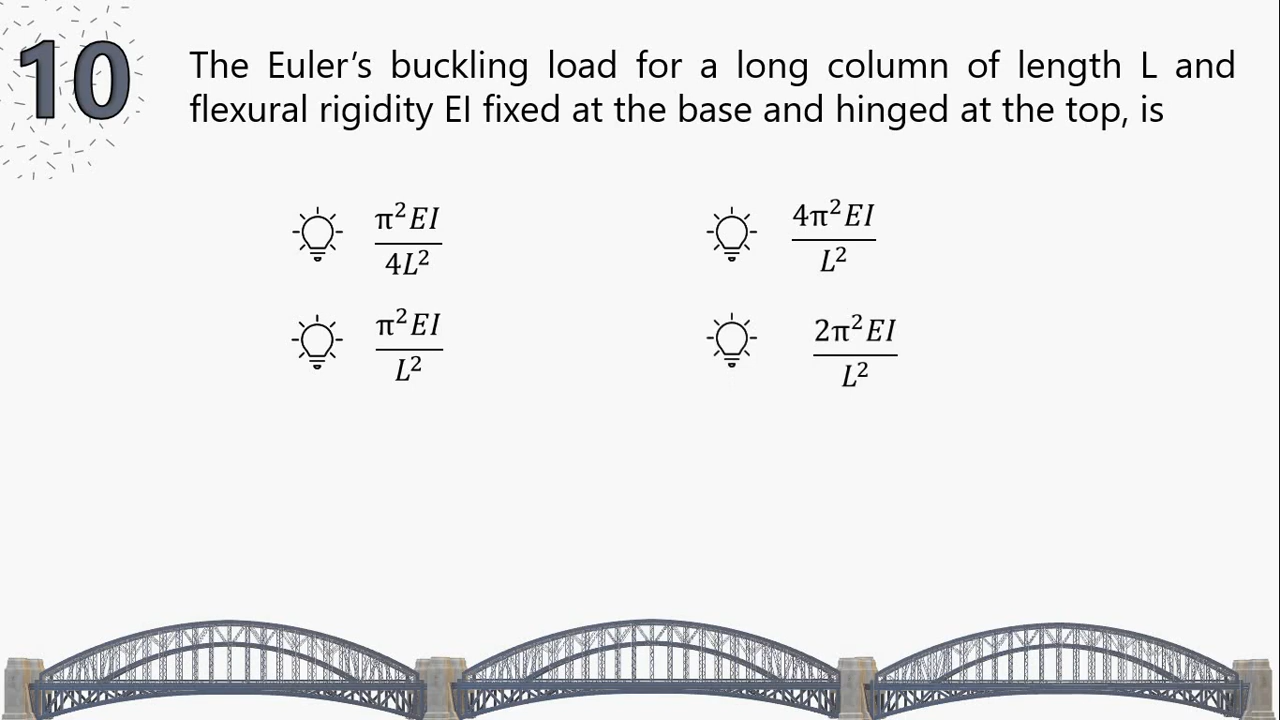 10
The Euler’s buckling load for a long column of length L and
flexural rigidity EI fixed at the base and hinged at the top, is
π²EI / 4L²
4π²EI / L²
π²EI / L²
2π²EI / L²